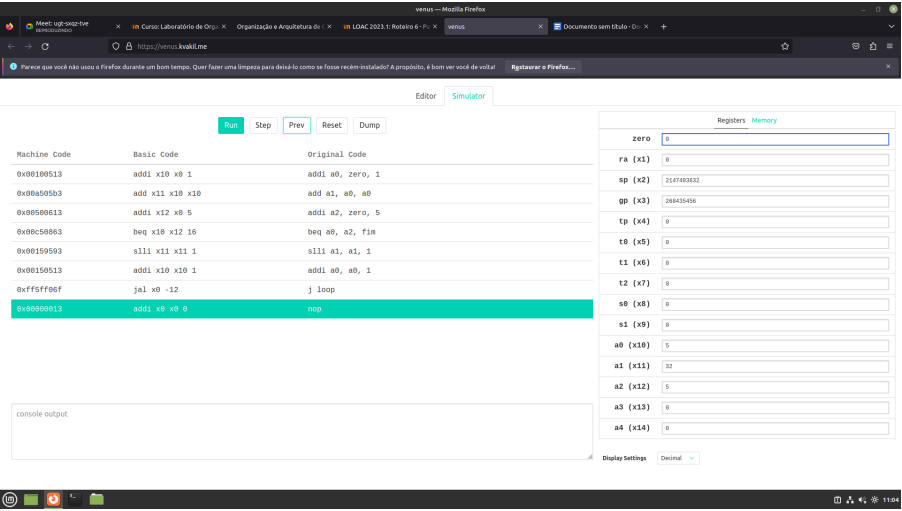 venus — Mozilla Firefox
Meet: ugt-sxqz-tve
REPRODUZINDO
Curso: Laboratório de Orga
Organização e Arquitetura de
LOAC 2023.1: Roteiro 6 - P
venus
Documento sem título - Do
https://venus.kvakil.me
Parece que você não usou o Firefox durante um bom tempo. Quer fazer uma limpeza para deixá-lo como se fosse recém-instalado? A propósito, é bom ver você de volta!
Restaurar o Firefox...
Editor Simulator
Run Step Prev Reset Dump
Machine Code Basic Code Original Code
0x00100513 addi x10 x0 1 addi a0, zero, 1
0x00a505b3 add x11 x10 x10 add a1, a0, a0
0x00500613 addi x12 x0 5 addi a2, zero, 5
0x00c50863 beq x10 x12 16 beq a0, a2, fim
0x00159593 slli x11 x11 1 slli a1, a1, 1
0x00150513 addi x10 x10 1 addi a0, a0, 1
0xff5ff06f jal x0 -12 j loop
0x00000013 addi x0 x0 0 nop
console output
Registers Memory
zero 0
ra (x1) 0
sp (x2) 2147483632
gp (x3) 268435456
tp (x4) 0
t0 (x5) 0
t1 (x6) 0
t2 (x7) 0
s0 (x8) 0
s1 (x9) 0
a0 (x10) 5
a1 (x11) 32
a2 (x12) 5
a3 (x13) 0
a4 (x14) 0
Display Settings Decimal
11:04